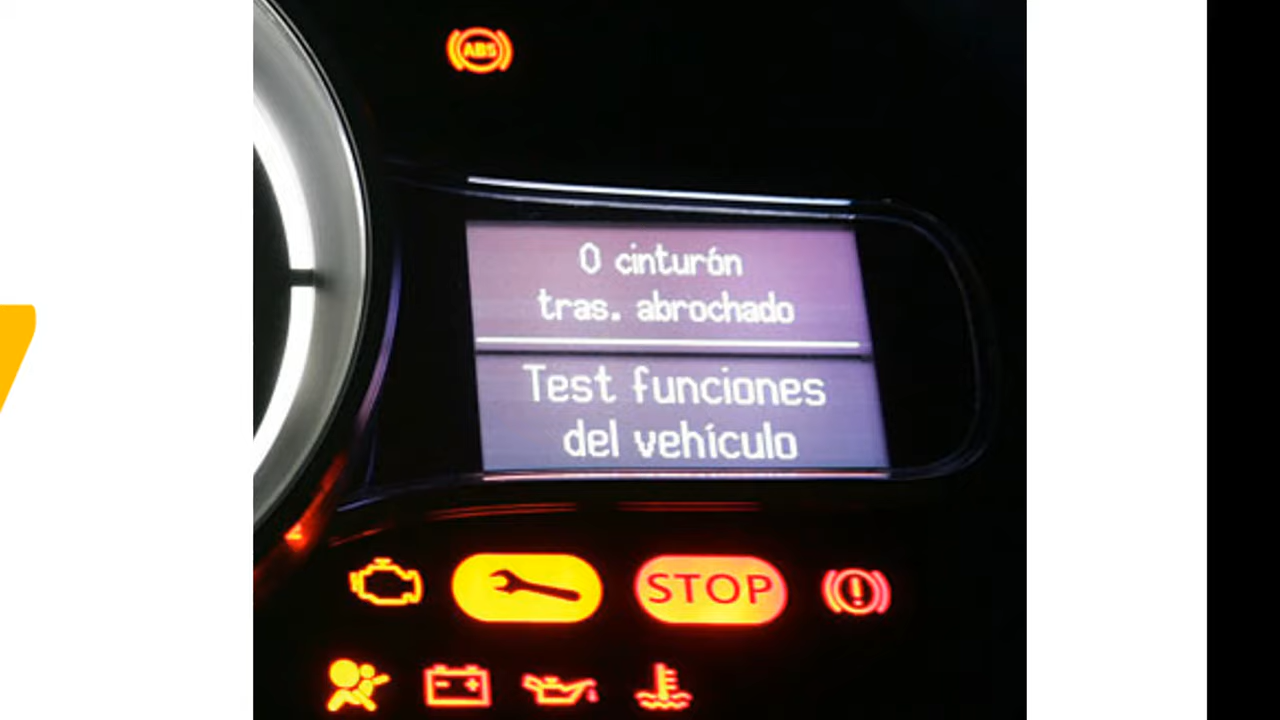 ABS
0 cinturón
tras. abrochado
Test funciones
del vehículo
STOP